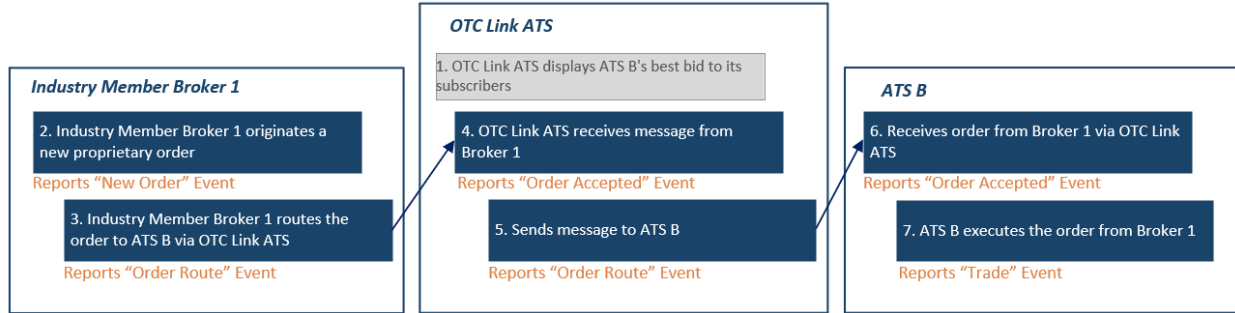 OTC Link ATS
1. OTC Link ATS displays ATS B's best bid to its
subscribers
Industry Member Broker 1
2. Industry Member Broker 1 originates a
new proprietary order
Reports “New Order” Event
3. Industry Member Broker 1 routes the
order to ATS B via OTC Link ATS
Reports “Order Route” Event
4. OTC Link ATS receives message from
Broker 1
Reports “Order Accepted” Event
5. Sends message to ATS B
Reports “Order Route” Event
ATS B
6. Receives order from Broker 1 via OTC Link
ATS
Reports “Order Accepted” Event
7. ATS B executes the order from Broker 1
Reports “Trade” Event